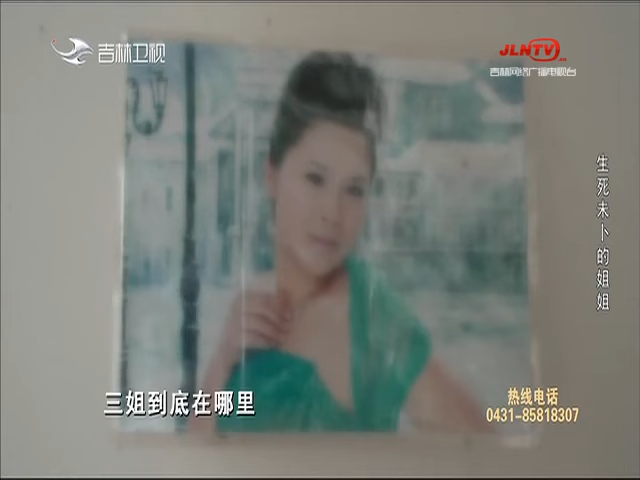 吉林卫视
JLNTV
吉林网络广播电视台
生死未卜的姐姐
三姐到底在哪里
热线电话
0431-85818307